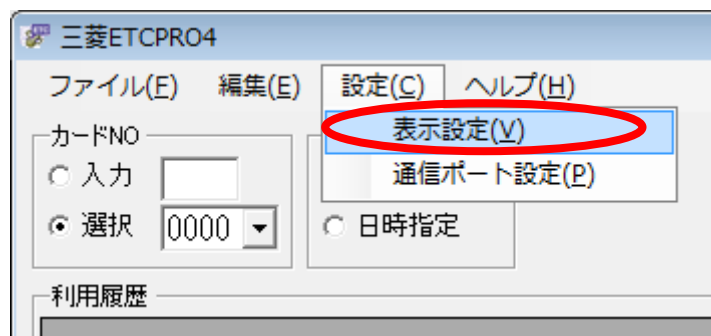 三菱ETCPRO4
ファイル(F) 編集(E) 設定(C) ヘルプ(H)
表示設定(V)
通信ポート設定(P)
カードNO
入力
選択 0000
日時指定
利用履歴